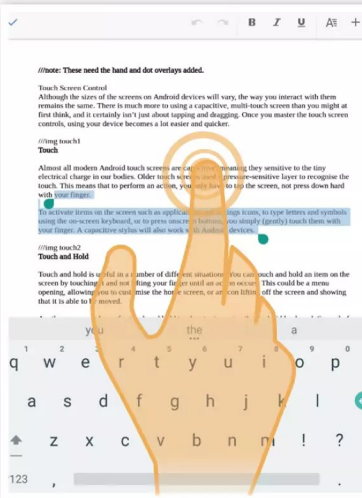 B I U A
///note: These need the hand and dot overlays added.
Touch Screen Control
Although the sizes of the screens on Android devices will vary, the way you interact with them
remains the same. There is much more to using a capacitive, multi-touch screen than you might at
first think, and it certainly isn't just about tapping and dragging. Once you master the touch screen
controls, using your device becomes a lot easier and quicker.
///img touch1
Touch
Almost all modern Android touch screens are meaning they sensitive to the tiny
electrical charge in our bodies. Older touch pressure-sensitive layer to recognise the
touch. This means that to perform an action, you only have to tap the screen, not press down hard
with your finger.
To activate items on the screen such as icons, to type letters and symbols
using the on-screen keyboard, or to press onscreen buttons, you simply (gently) touch them with
your finger. A capacitive stylus will also work with Android devices.
///img touch2
Touch and Hold
Touch and hold is useful in a number of different situations. You can touch and hold an item on the
screen by touching it and not lifting your finger until an action occurs. This could be a menu
opening, allowing you to customise the home screen, or an icon lifting off the screen and showing
that it is able to be moved.
you the a
1 2 3 4 5 6 7 8 9 0
q w e r t y u i o p
a s d f g h j k l
z x c v b n m ! ?
123 , .